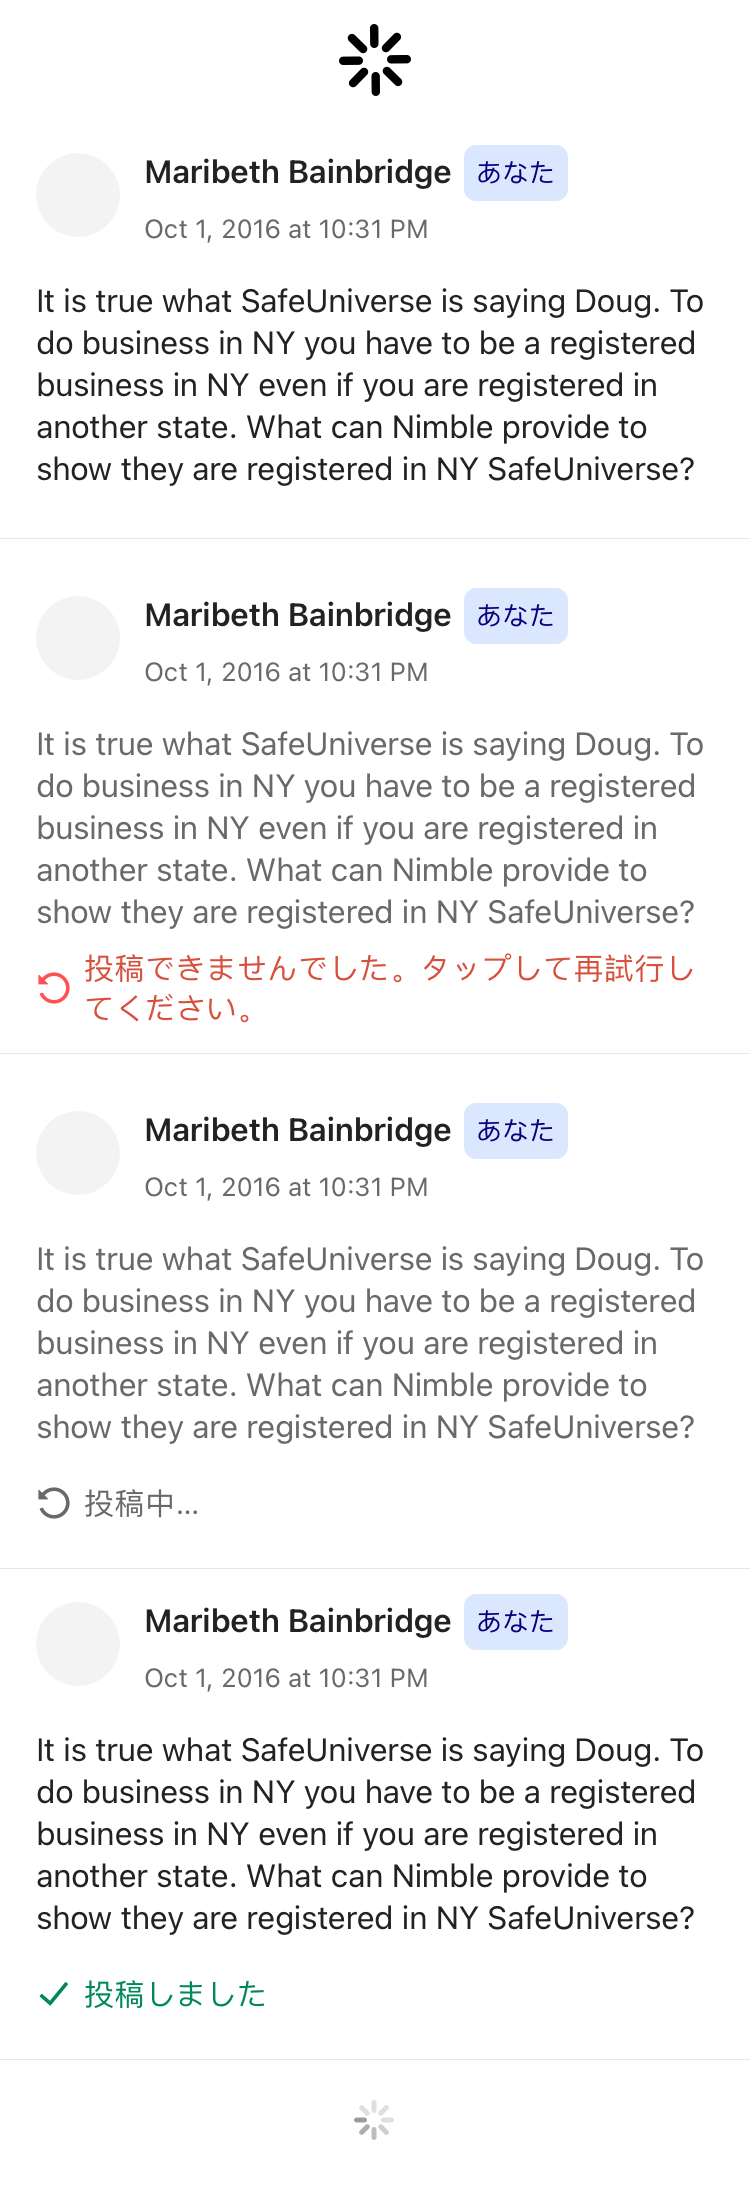 Maribeth Bainbridge あなた
Oct 1, 2016 at 10:31 PM
It is true what SafeUniverse is saying Doug. To
do business in NY you have to be a registered
business in NY even if you are registered in
another state. What can Nimble provide to
show they are registered in NY SafeUniverse?
Maribeth Bainbridge あなた
Oct 1, 2016 at 10:31 PM
It is true what SafeUniverse is saying Doug. To
do business in NY you have to be a registered
business in NY even if you are registered in
another state. What can Nimble provide to
show they are registered in NY SafeUniverse?
投稿できませんでした。タップして再試行し
てください。
Maribeth Bainbridge あなた
Oct 1, 2016 at 10:31 PM
It is true what SafeUniverse is saying Doug. To
do business in NY you have to be a registered
business in NY even if you are registered in
another state. What can Nimble provide to
show they are registered in NY SafeUniverse?
投稿中...
Maribeth Bainbridge あなた
Oct 1, 2016 at 10:31 PM
It is true what SafeUniverse is saying Doug. To
do business in NY you have to be a registered
business in NY even if you are registered in
another state. What can Nimble provide to
show they are registered in NY SafeUniverse?
投稿しました